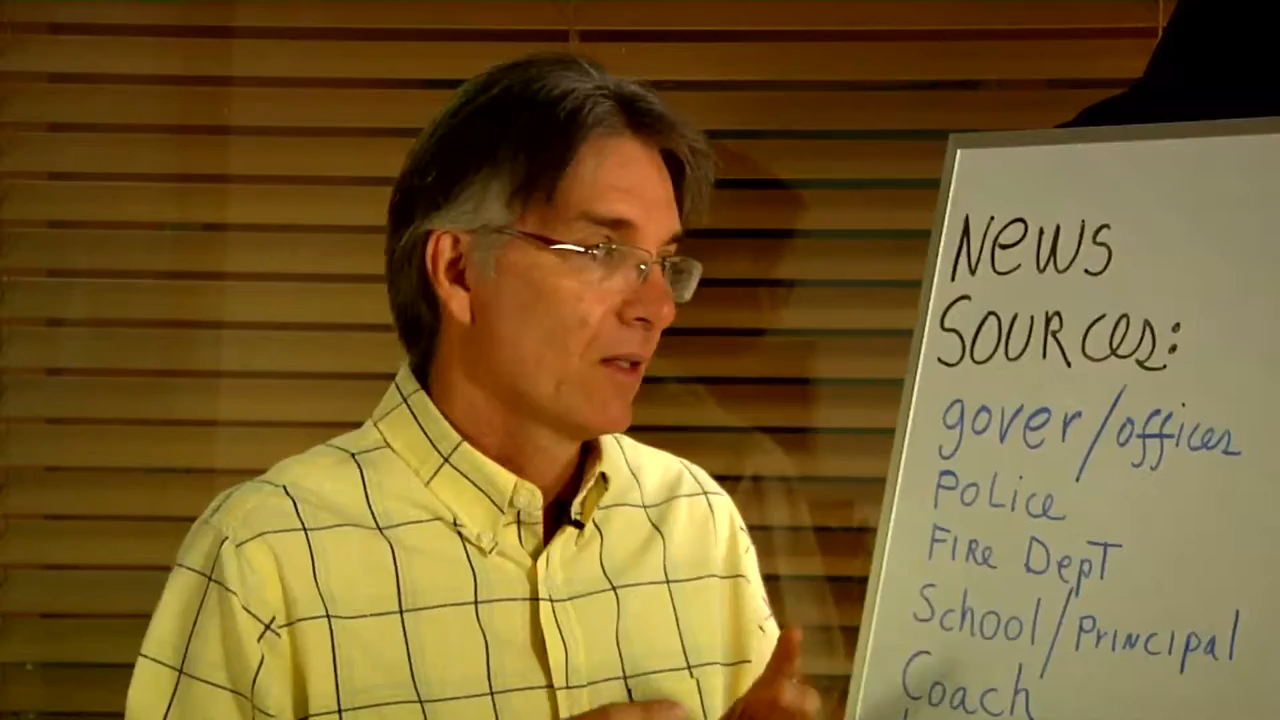 News
Sources:
gover/offices
Police
Fire Dept
School/Principal
Coach